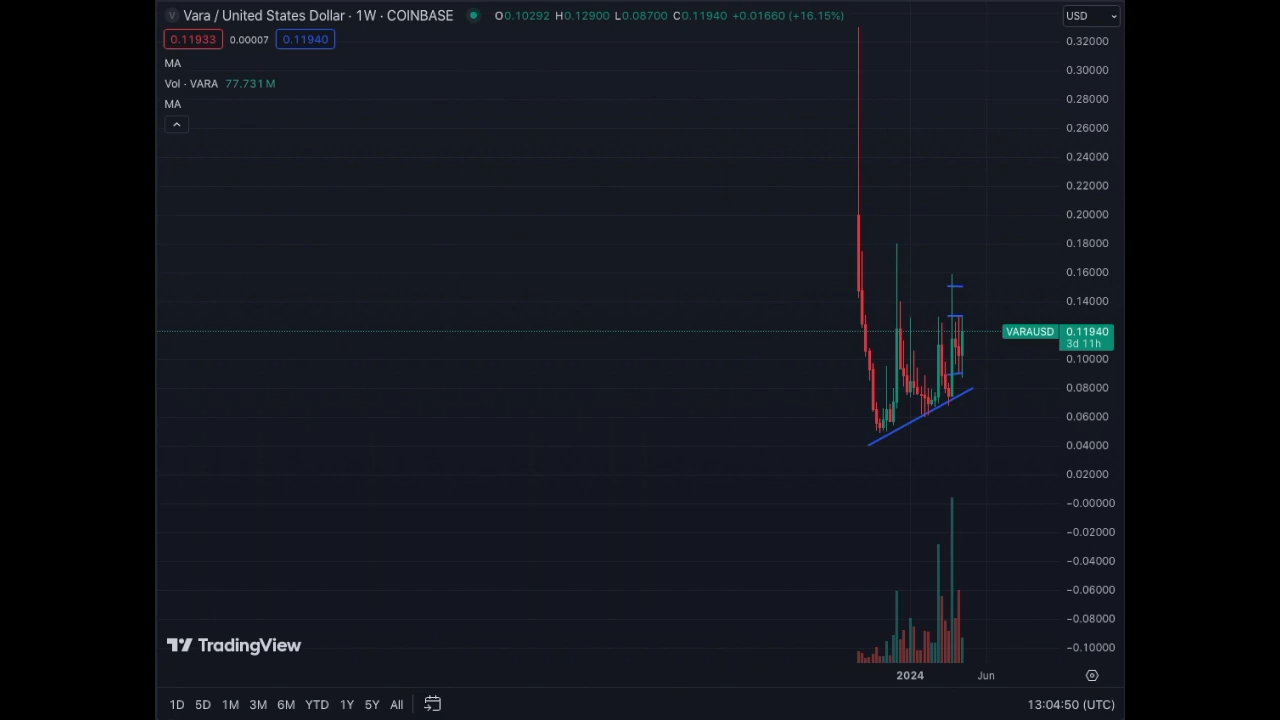 V Vara / United States Dollar · 1W · COINBASE O0.10292 H0.12900 L0.08700 C0.11940 +0.01660 (+16.15%) USD
0.11933 0.00007 0.11940
MA
Vol · VARA 77.731 M
MA
0.32000
0.30000
0.28000
0.26000
0.24000
0.22000
0.20000
0.18000
0.16000
0.14000
VARAUSD 0.11940
3d 11h
0.10000
0.08000
0.06000
0.04000
0.02000
−0.00000
−0.02000
−0.04000
−0.06000
−0.08000
−0.10000
TradingView
2024 Jun
1D 5D 1M 3M 6M YTD 1Y 5Y All 13:04:50 (UTC)